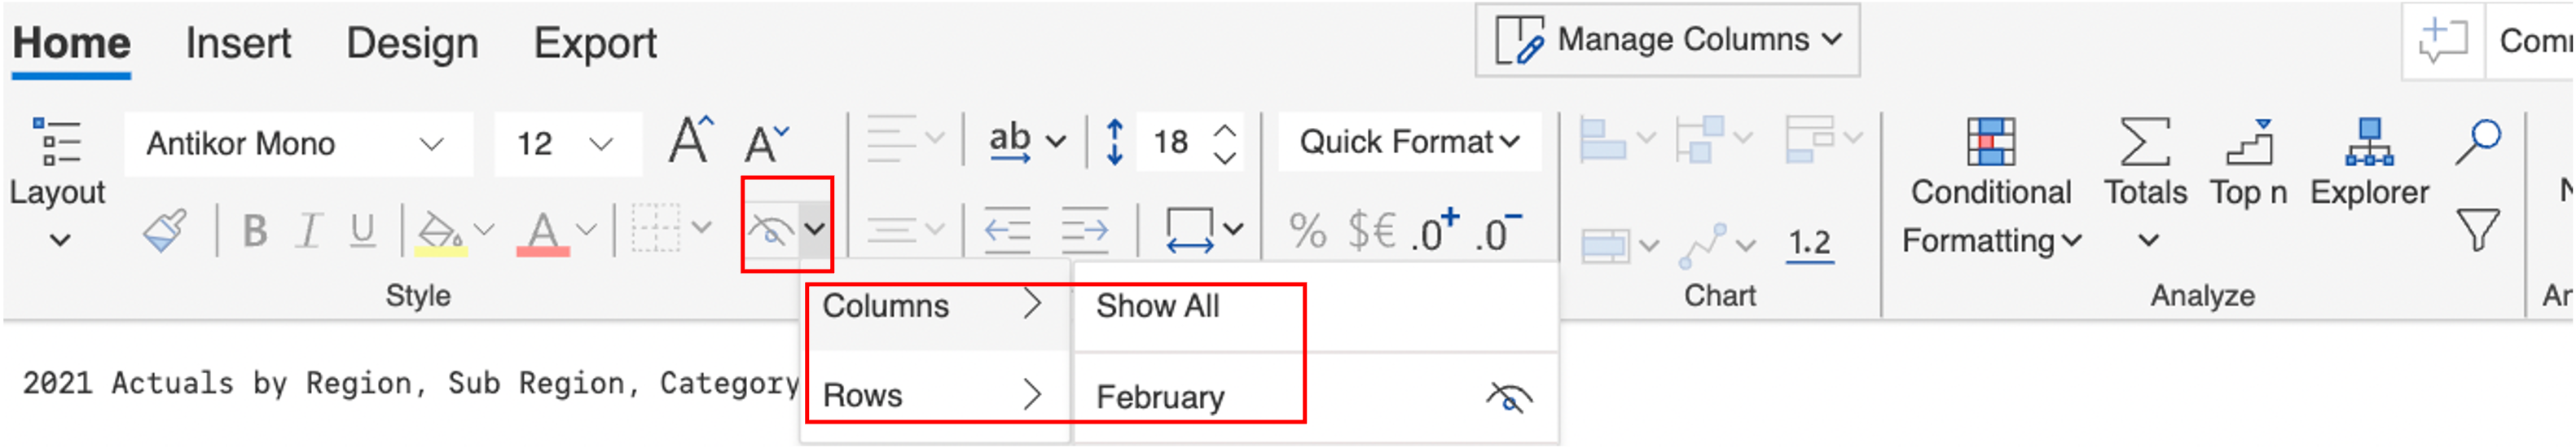 Home Insert Design Export Manage Columns
Antikor Mono 12 A A ab 18 Quick Format
Layout B I U A % $€ .0+ .0- 1.2
Conditional Formatting Totals Top n Explorer
Style Chart Analyze
Columns Show All
Rows February
2021 Actuals by Region, Sub Region, Category